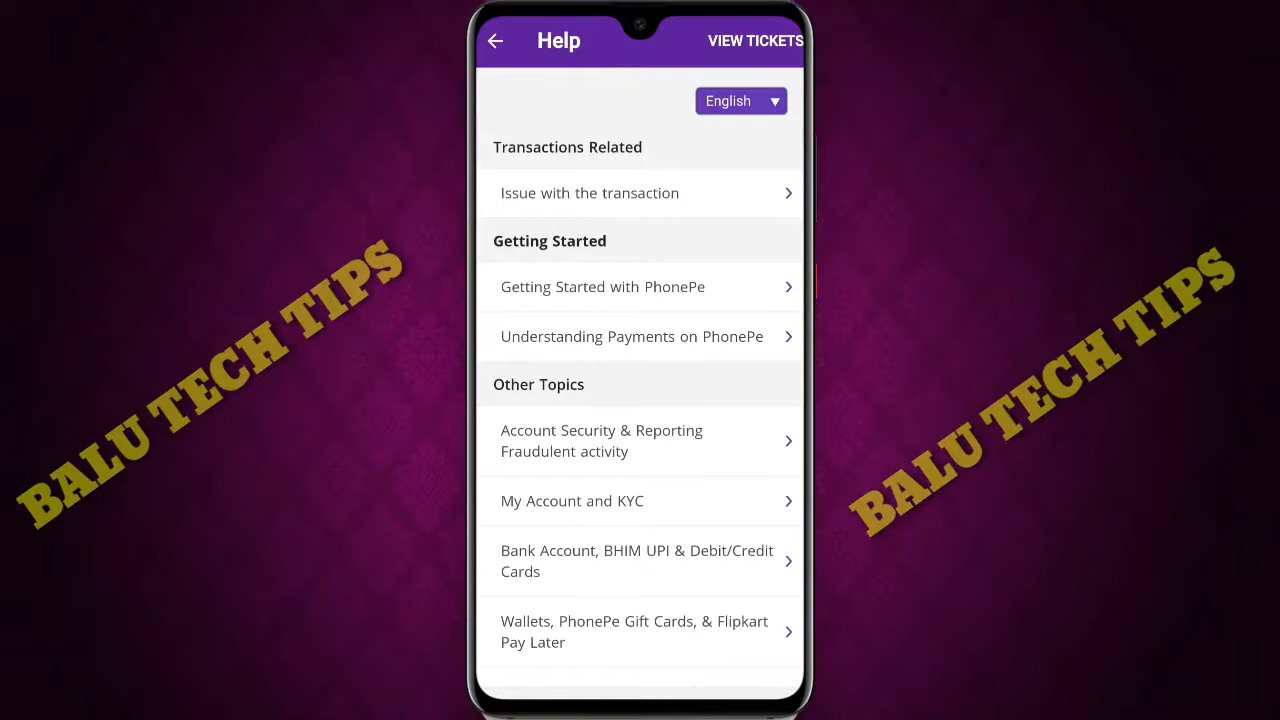 Help
VIEW TICKETS
English
Transactions Related
Issue with the transaction
Getting Started
Getting Started with PhonePe
Understanding Payments on PhonePe
Other Topics
Account Security & Reporting
Fraudulent activity
My Account and KYC
Bank Account, BHIM UPI & Debit/Credit
Cards
Wallets, PhonePe Gift Cards, & Flipkart
Pay Later
BALU TECH TIPS
BALU TECH TIPS